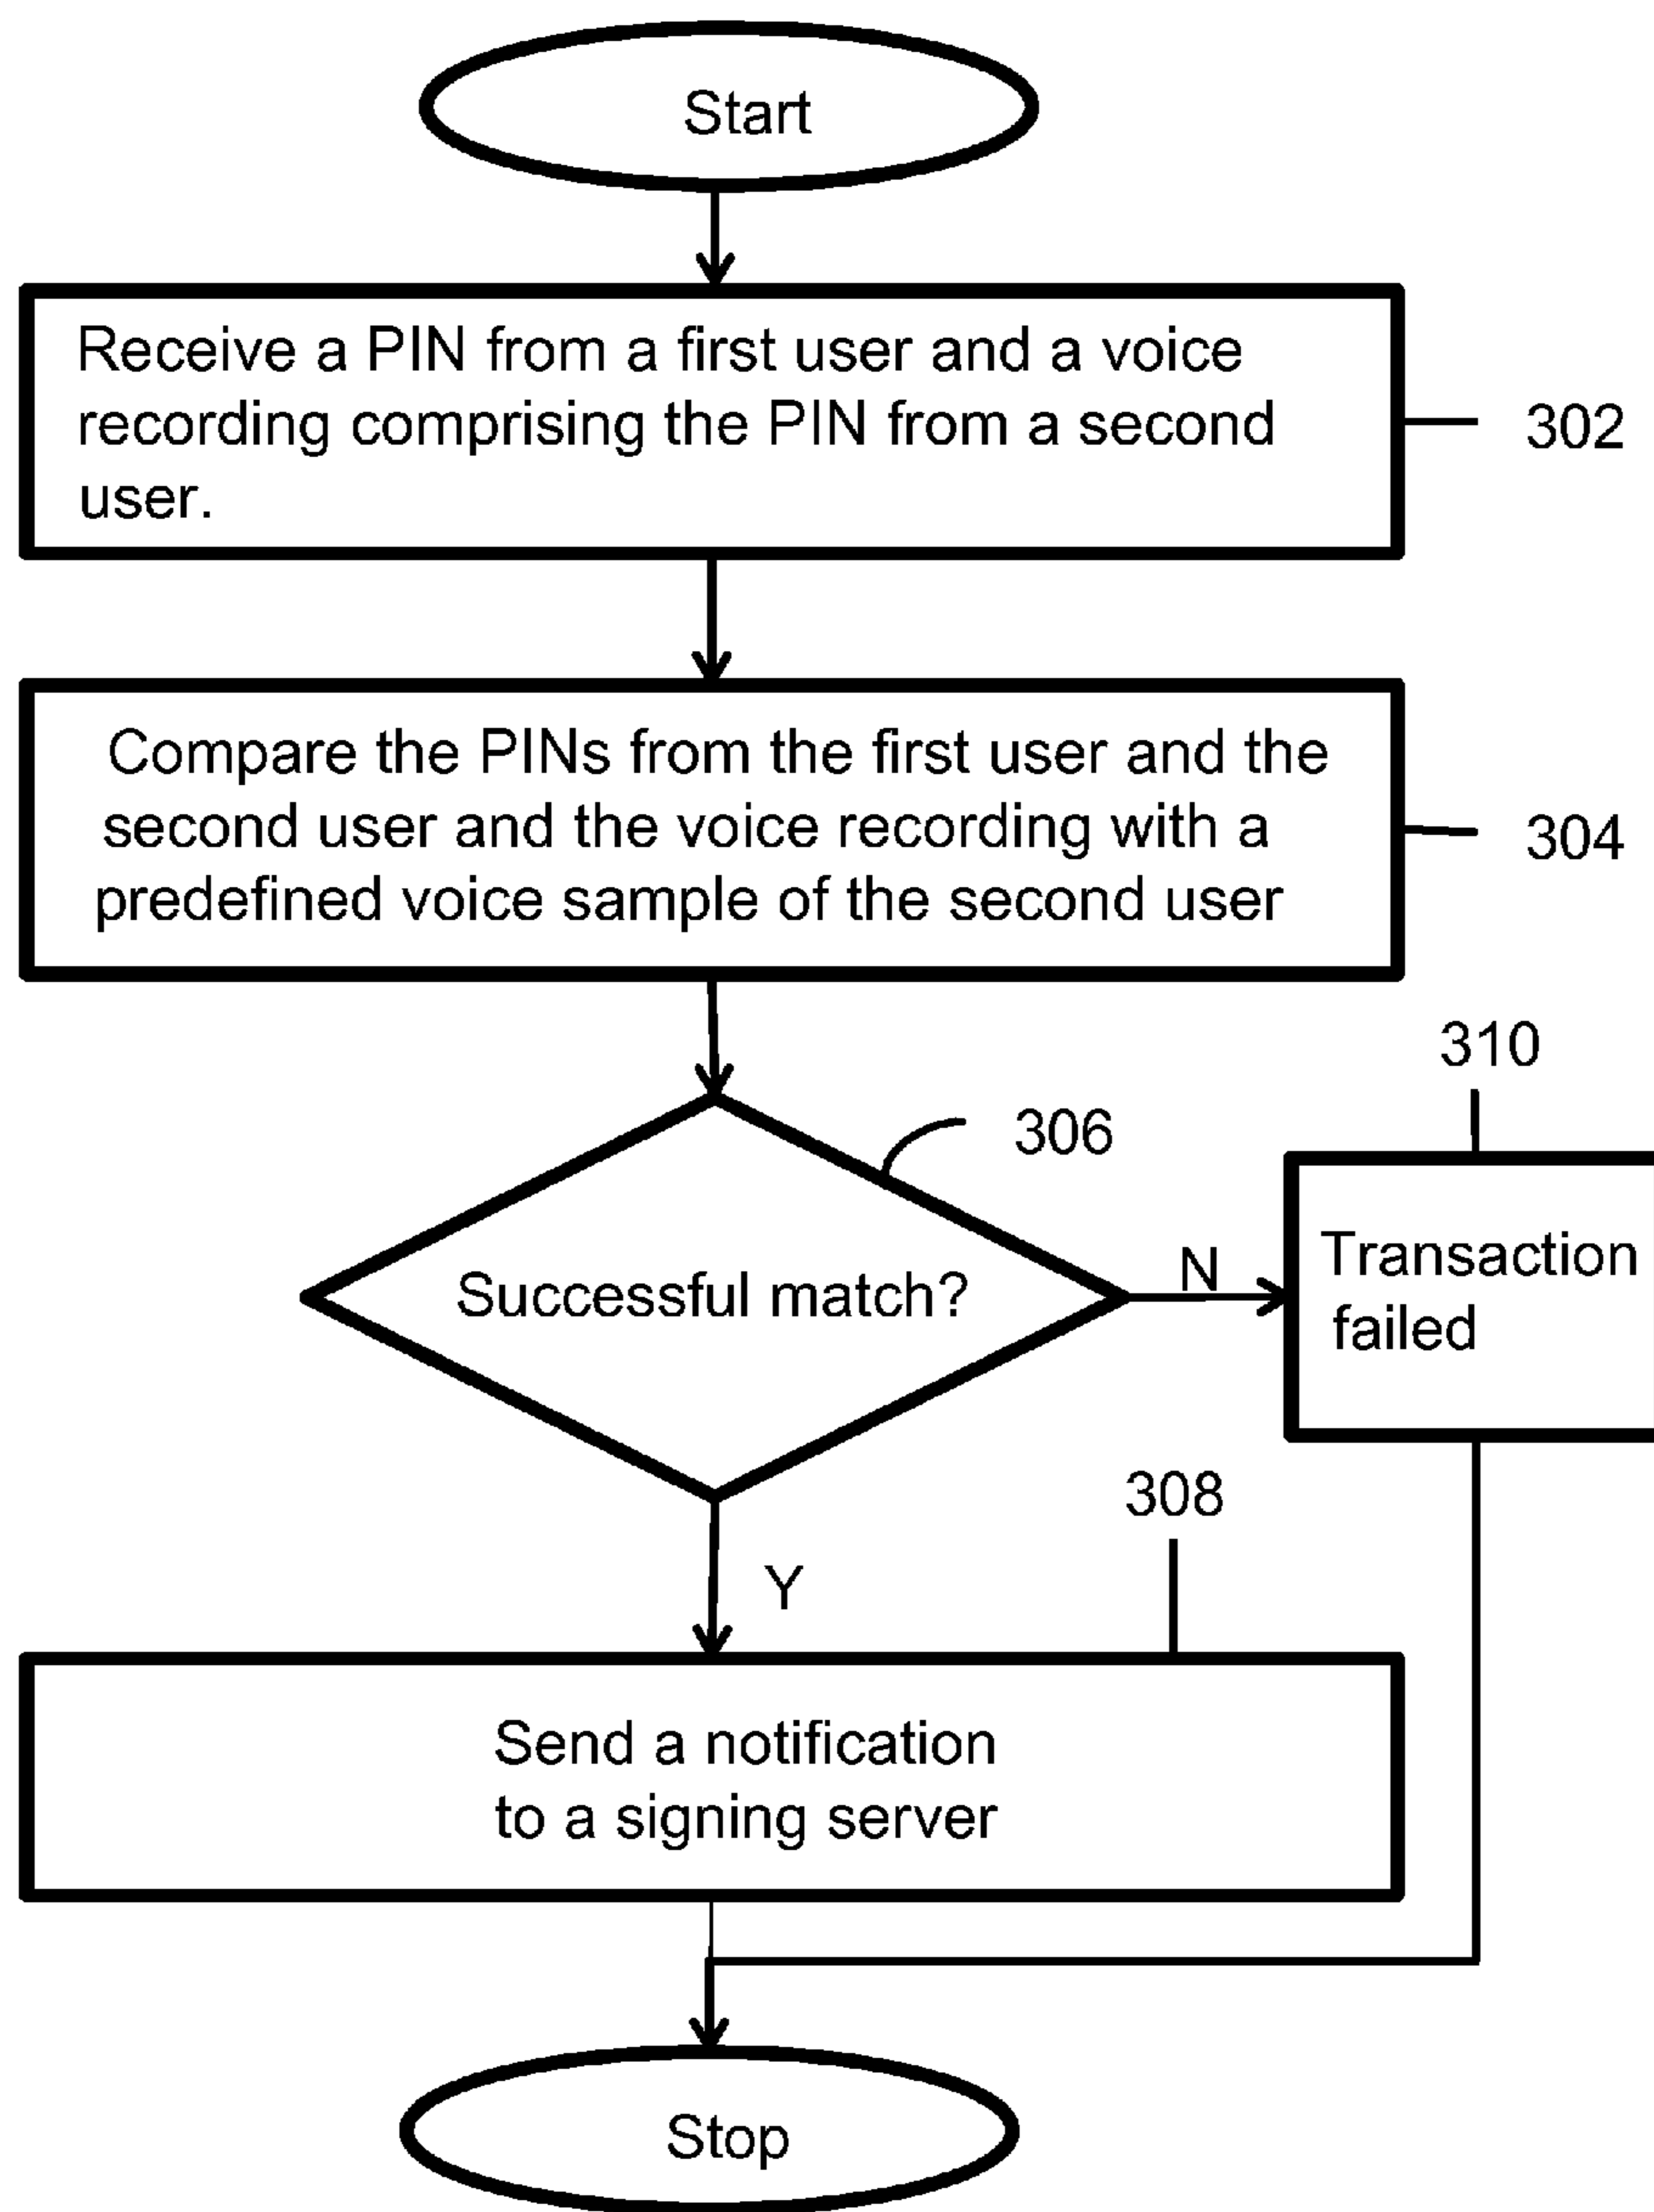 Start
Receive a PIN from a first user and a voice
recording comprising the PIN from a second
user.
302
Compare the PINs from the first user and the
second user and the voice recording with a
predefined voice sample of the second user
304
310
306
Successful match?
N
Transaction
failed
308
Y
Send a notification
to a signing server
Stop